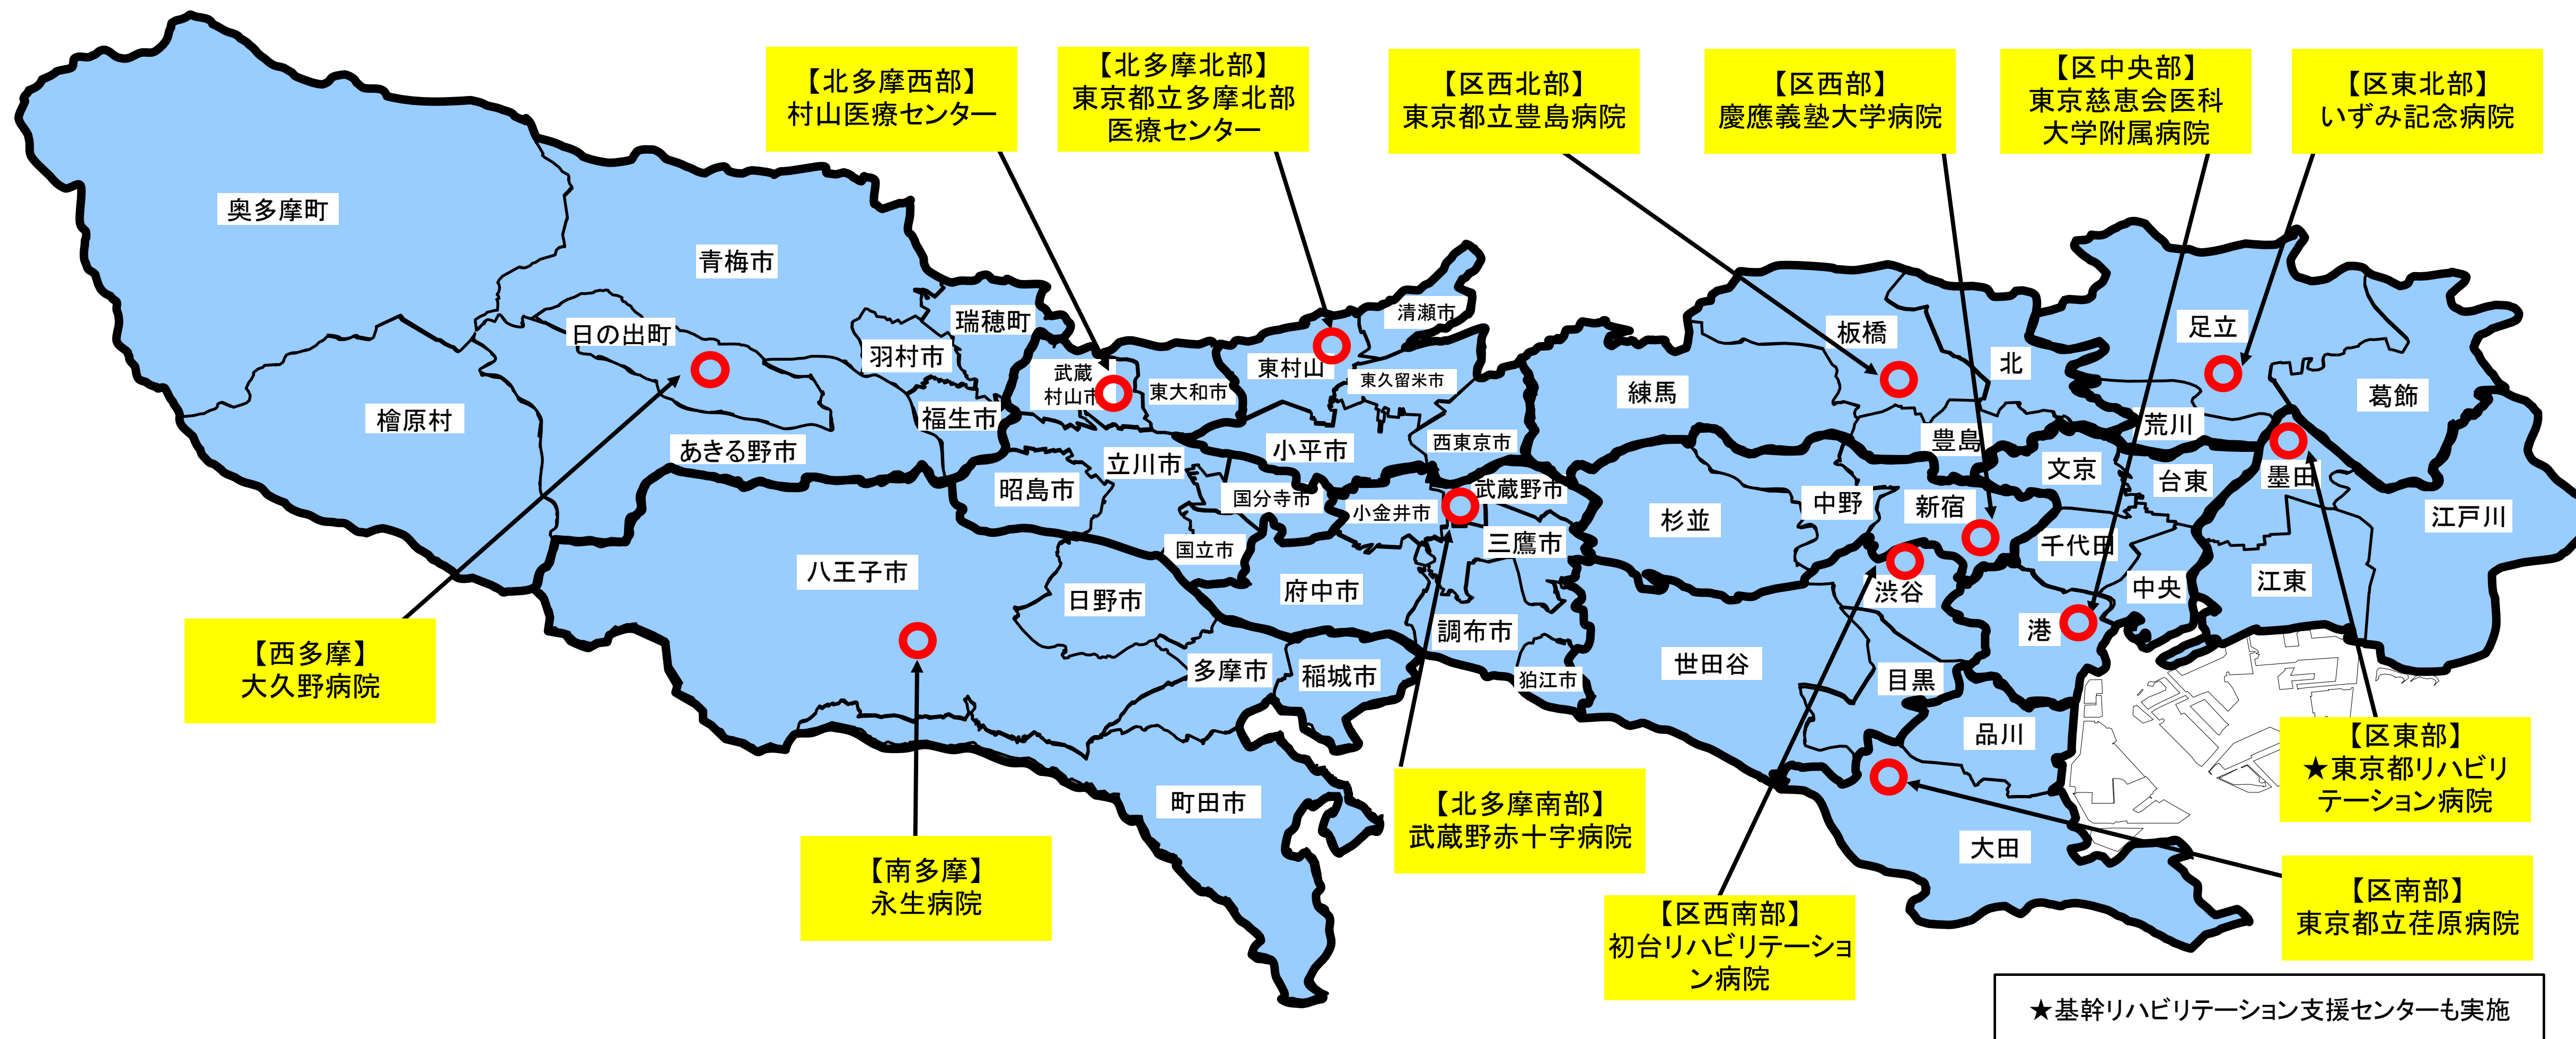 【北多摩西部】
村山医療センター
【北多摩北部】
東京都立多摩北部
医療センター
【区西北部】
東京都立豊島病院
【区西部】
慶應義塾大学病院
【区中央部】
東京慈恵会医科
大学附属病院
【区東北部】
いずみ記念病院
奥多摩町
青梅市
瑞穂町
日の出町
羽村市
檜原村
福生市
あきる野市
武蔵
村山市
東大和市
東村山
清瀬市
東久留米市
小平市
西東京市
立川市
昭島市
国分寺市
国立市
小金井市
武蔵野市
三鷹市
府中市
調布市
狛江市
八王子市
日野市
多摩市
稲城市
町田市
練馬
板橋
北
豊島
足立
荒川
葛飾
杉並
中野
新宿
文京
台東
墨田
江戸川
千代田
中央
江東
渋谷
港
世田谷
目黒
品川
大田
【西多摩】
大久野病院
【南多摩】
永生病院
【北多摩南部】
武蔵野赤十字病院
【区西南部】
初台リハビリテーショ
ン病院
【区東部】
★東京都リハビリ
テーション病院
【区南部】
東京都立荏原病院
★基幹リハビリテーション支援センターも実施